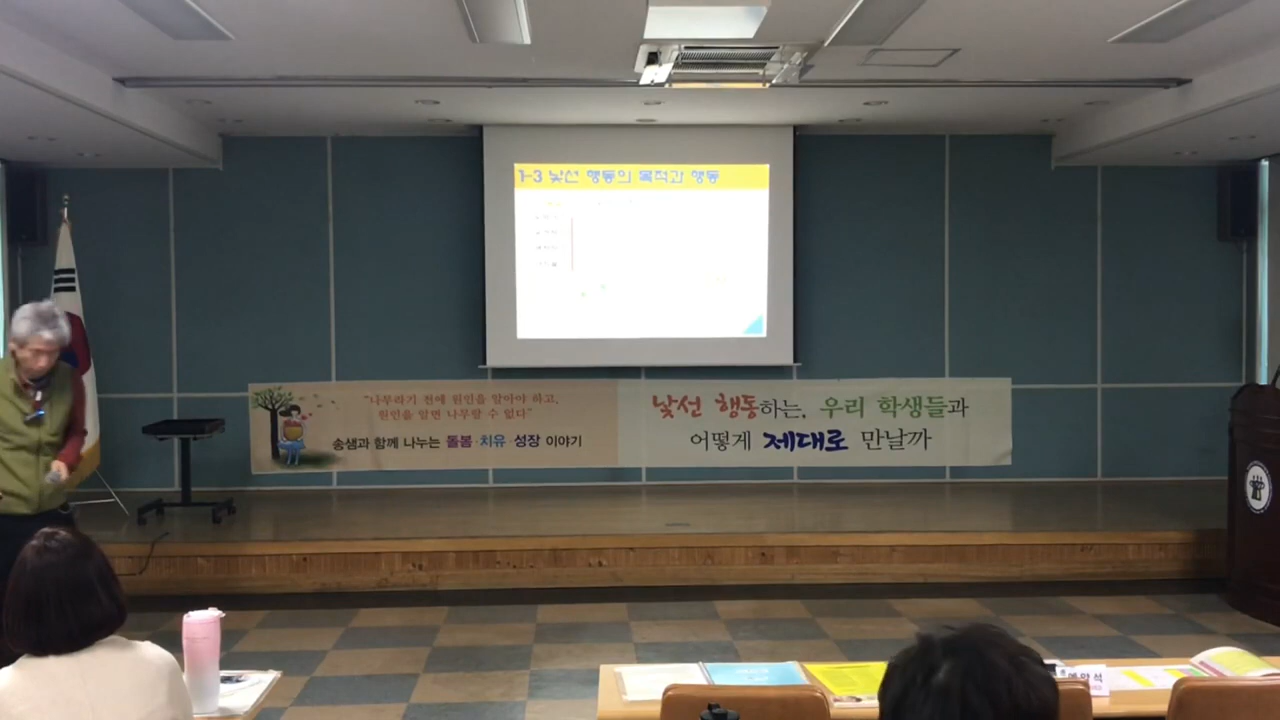 1-3 낯선 행동의 목적과 행동
"나무라기 전에 원인을 알아야 하고,
원인을 알면 나무랄 수 없다"
송샘과 함께 나누는 돌봄·치유·성장 이야기
낯선 행동하는, 우리 학생들과
어떻게 제대로 만날까